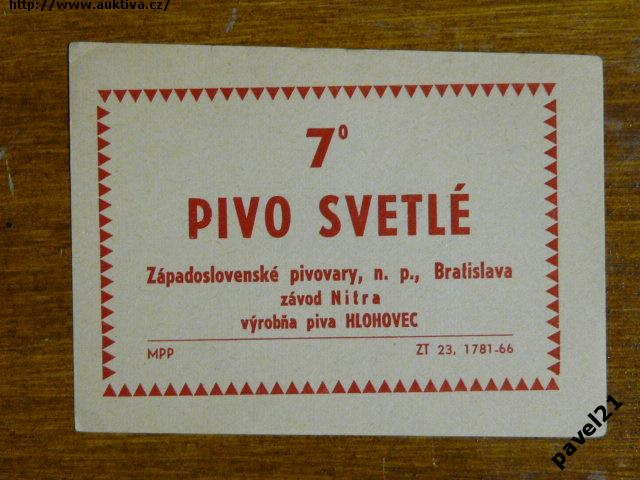 http://www.auktiva.cz/
7°
PIVO SVETLÉ
Západoslovenské pivovary, n. p., Bratislava
závod Nitra
výrobňa piva HLOHOVEC
MPP ZT 23, 1781-66
pavel21